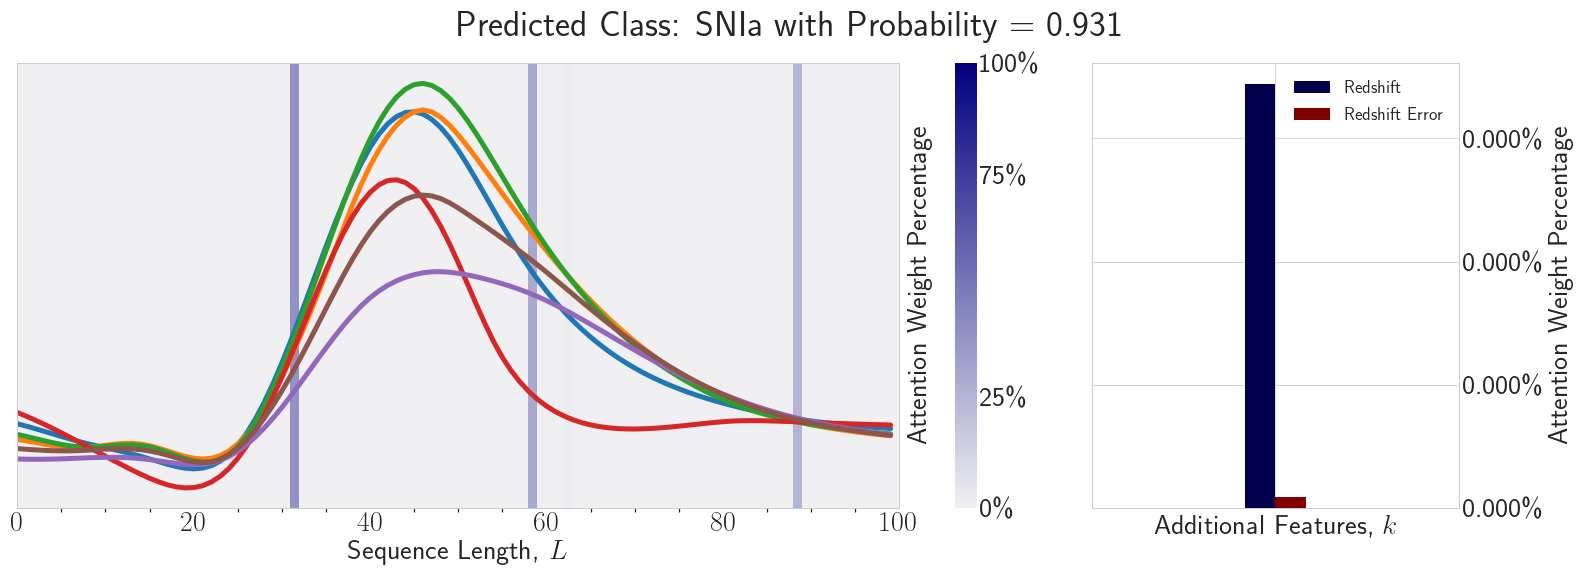 Predicted Class: SNIa with Probability = 0.931
0
20
40
60
80
100
Sequence Length, L
100%
75%
25%
0%
Attention Weight Percentage
Redshift
Redshift Error
0.000%
0.000%
0.000%
0.000%
Attention Weight Percentage
Additional Features, k